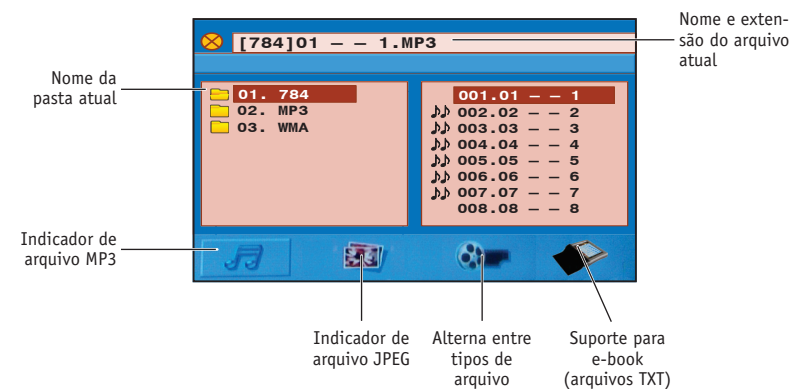 Nome e exten-
são do arquivo
atual
[784]01 – – 1.MP3
Nome da
pasta atual
01. 784
02. MP3
03. WMA
001.01 – – 1
002.02 – – 2
003.03 – – 3
004.04 – – 4
005.05 – – 5
006.06 – – 6
007.07 – – 7
008.08 – – 8
Indicador de
arquivo MP3
Indicador de
arquivo JPEG
Alterna entre
tipos de
arquivo
Suporte para
e-book
(arquivos TXT)